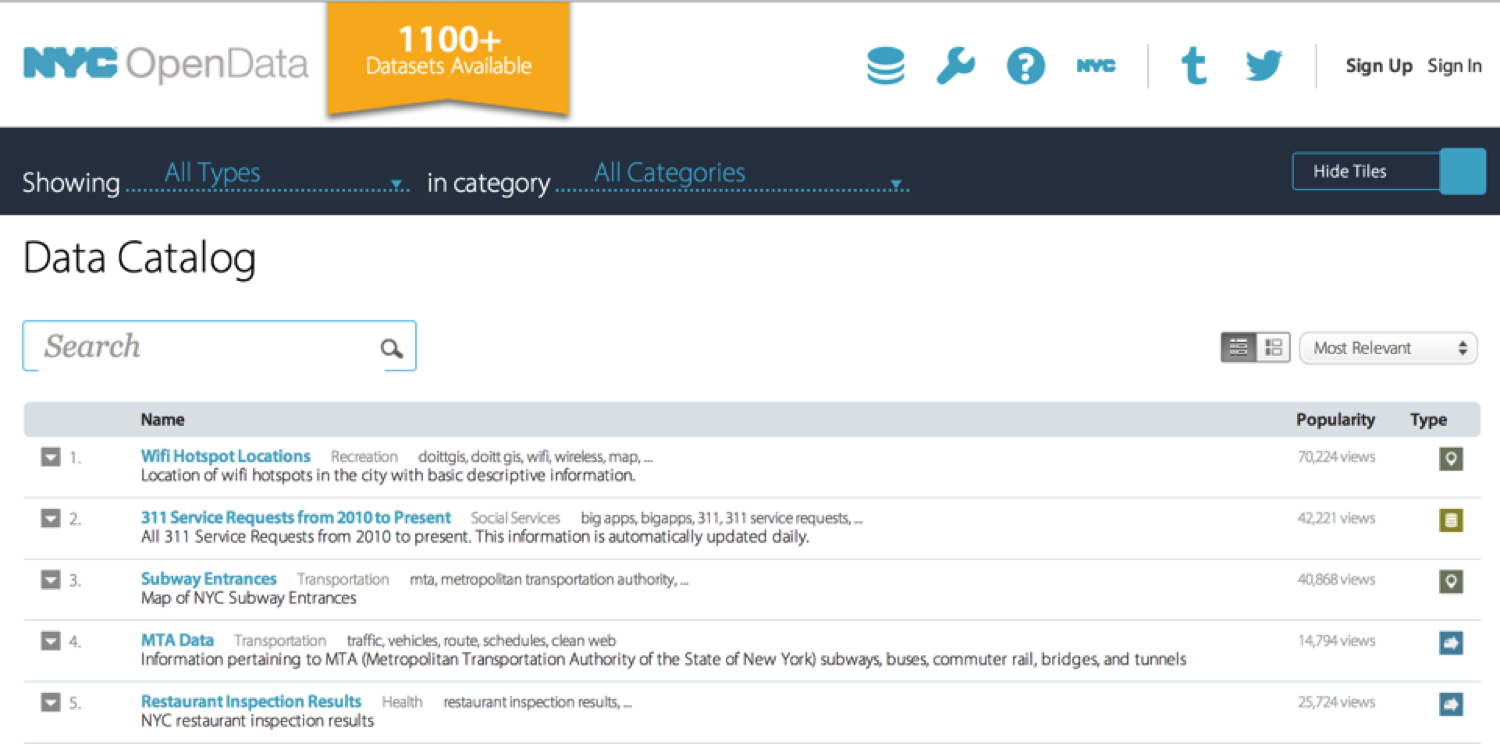 NYC OpenData
1100+
Datasets Available
NYC
Sign Up Sign In
Showing All Types in category All Categories
Hide Tiles
Data Catalog
Search
Most Relevant
Name Popularity Type
1. Wifi Hotspot Locations Recreation doittgis, doitt gis, wifi, wireless, map, ... 70,224 views
Location of wifi hotspots in the city with basic descriptive information.
2. 311 Service Requests from 2010 to Present Social Services big apps, bigapps, 311, 311 service requests, ... 42,221 views
All 311 Service Requests from 2010 to present. This information is automatically updated daily.
3. Subway Entrances Transportation mta, metropolitan transportation authority, ... 40,868 views
Map of NYC Subway Entrances
4. MTA Data Transportation traffic, vehicles, route, schedules, clean web 14,794 views
Information pertaining to MTA (Metropolitan Transportation Authority of the State of New York) subways, buses, commuter rail, bridges, and tunnels
5. Restaurant Inspection Results Health restaurant inspection results, ... 25,724 views
NYC restaurant inspection results